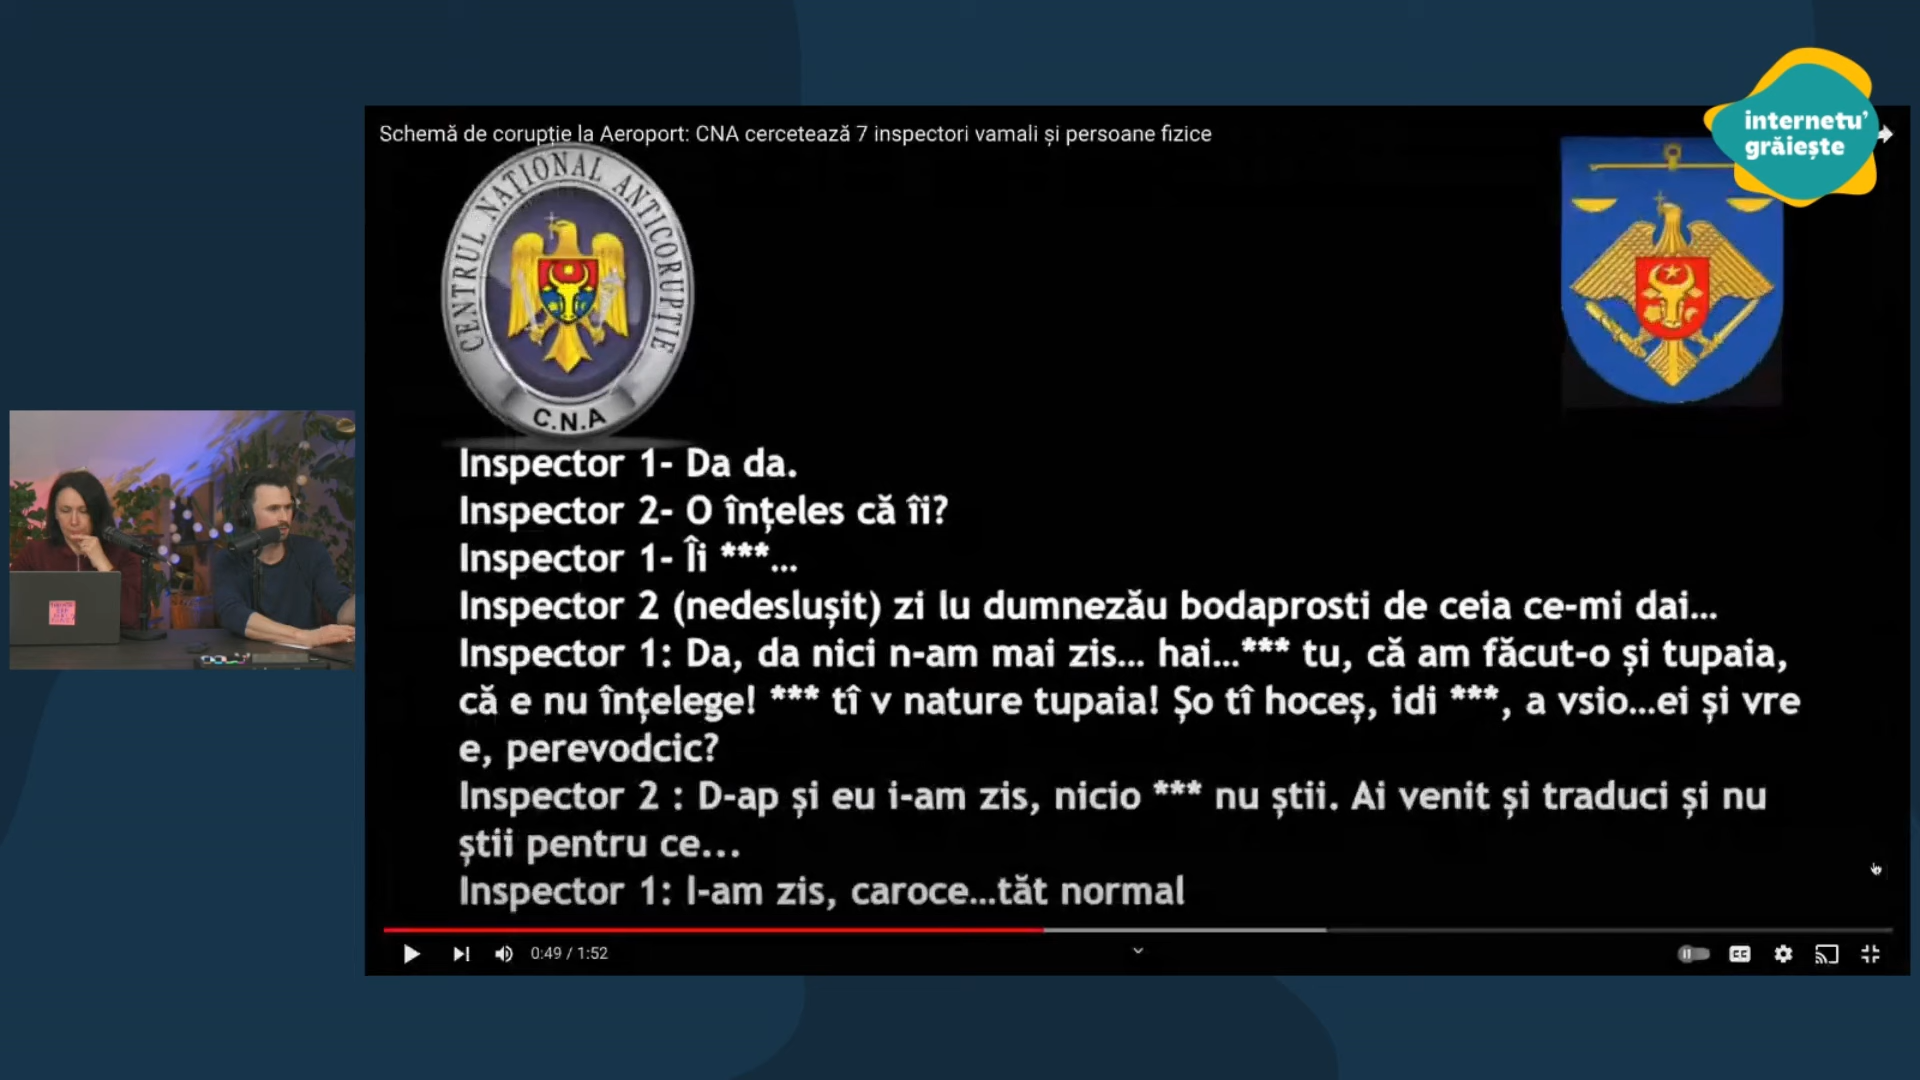 internetu'
grăiește
Schemă de corupție la Aeroport: CNA cercetează 7 inspectori vamali și persoane fizice
CENTRUL NAȚIONAL ANTICORUPȚIE
C.N.A
Inspector 1- Da da.
Inspector 2- O înțeles că îi?
Inspector 1- Îi ***...
Inspector 2 (nedeslușit) zi lu dumnezău bodaprosti de ceia ce-mi dai...
Inspector 1: Da, da nici n-am mai zis... hai...*** tu, că am făcut-o și tupaia,
că e nu înțelege! *** tî v nature tupaia! Șo tî hoceș, idi ***, a vsio...ei și vre
e, perevodcic?
Inspector 2 : D-ap și eu i-am zis, nicio *** nu știi. Ai venit și traduci și nu
știi pentru ce...
Inspector 1: I-am zis, caroce...tăt normal
0:49 / 1:52
CC